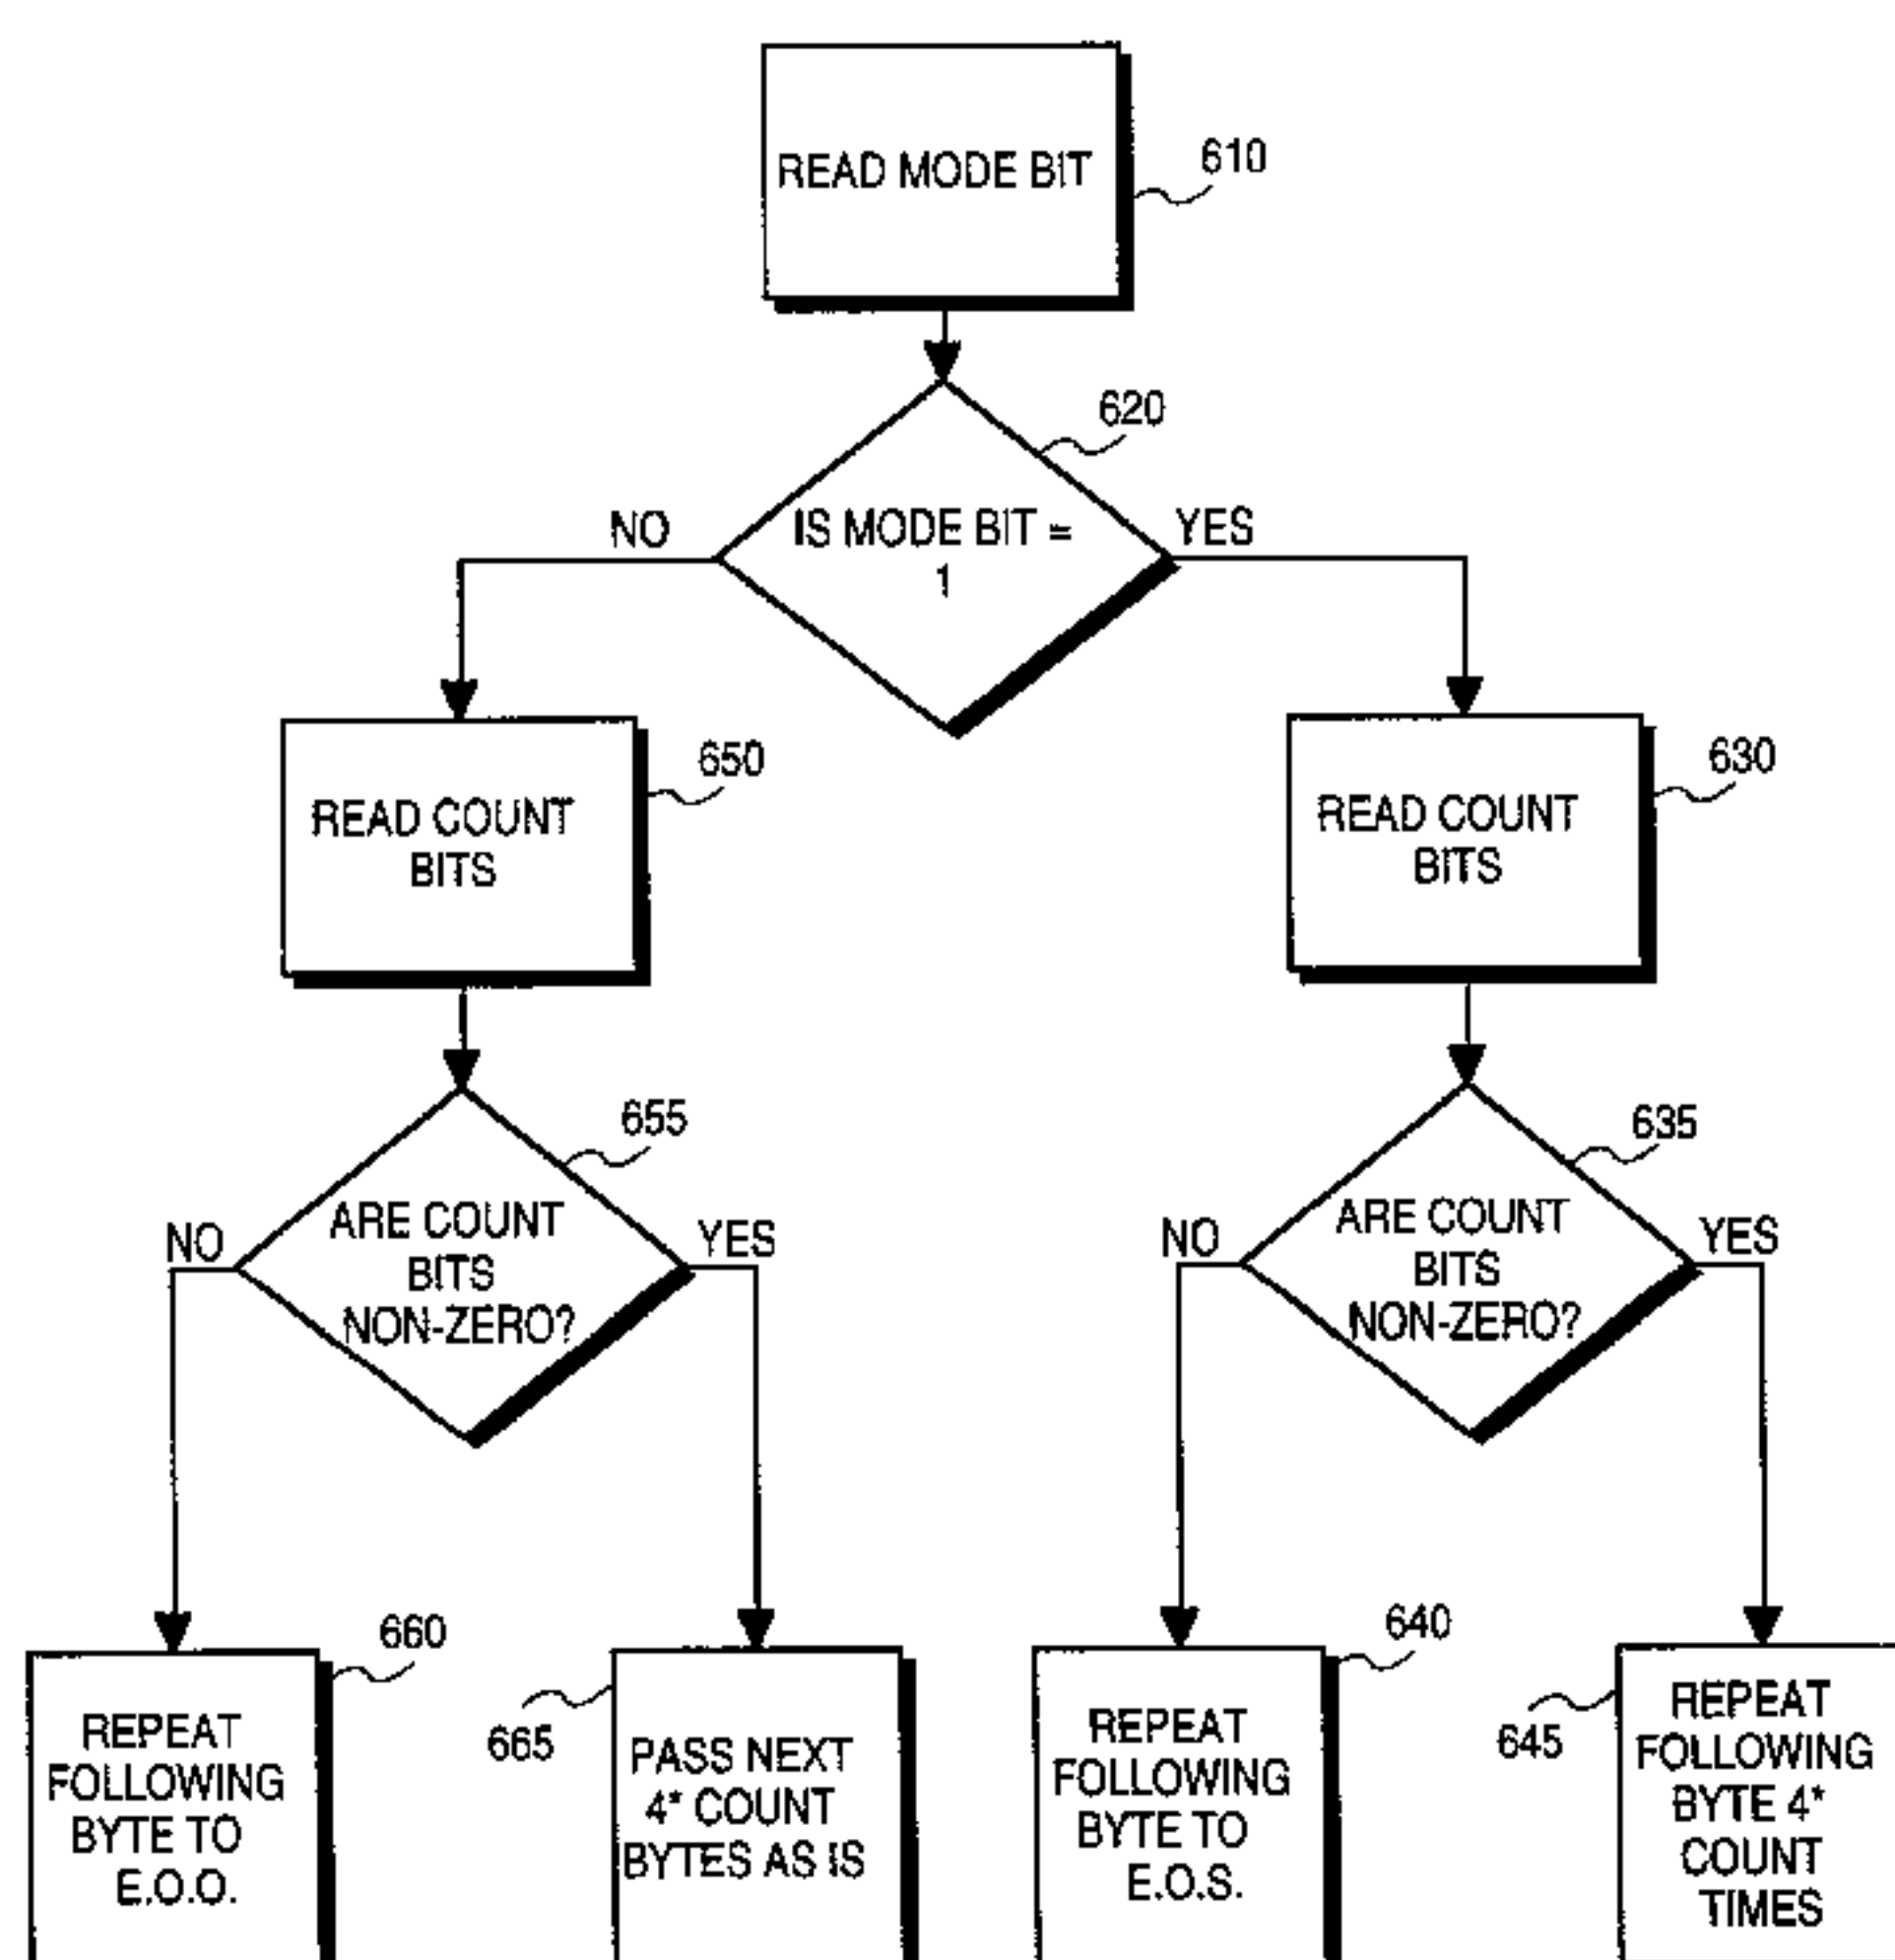 READ MODE BIT
610
620
IS MODE BIT =
1
NO
YES
650
READ COUNT
BITS
630
READ COUNT
BITS
655
ARE COUNT
BITS
NON-ZERO?
NO
YES
635
ARE COUNT
BITS
NON-ZERO?
NO
YES
660
REPEAT
FOLLOWING
BYTE TO
E.O.O.
665
PASS NEXT
4* COUNT
BYTES AS IS
640
REPEAT
FOLLOWING
BYTE TO
E.O.S.
645
REPEAT
FOLLOWING
BYTE 4*
COUNT
TIMES